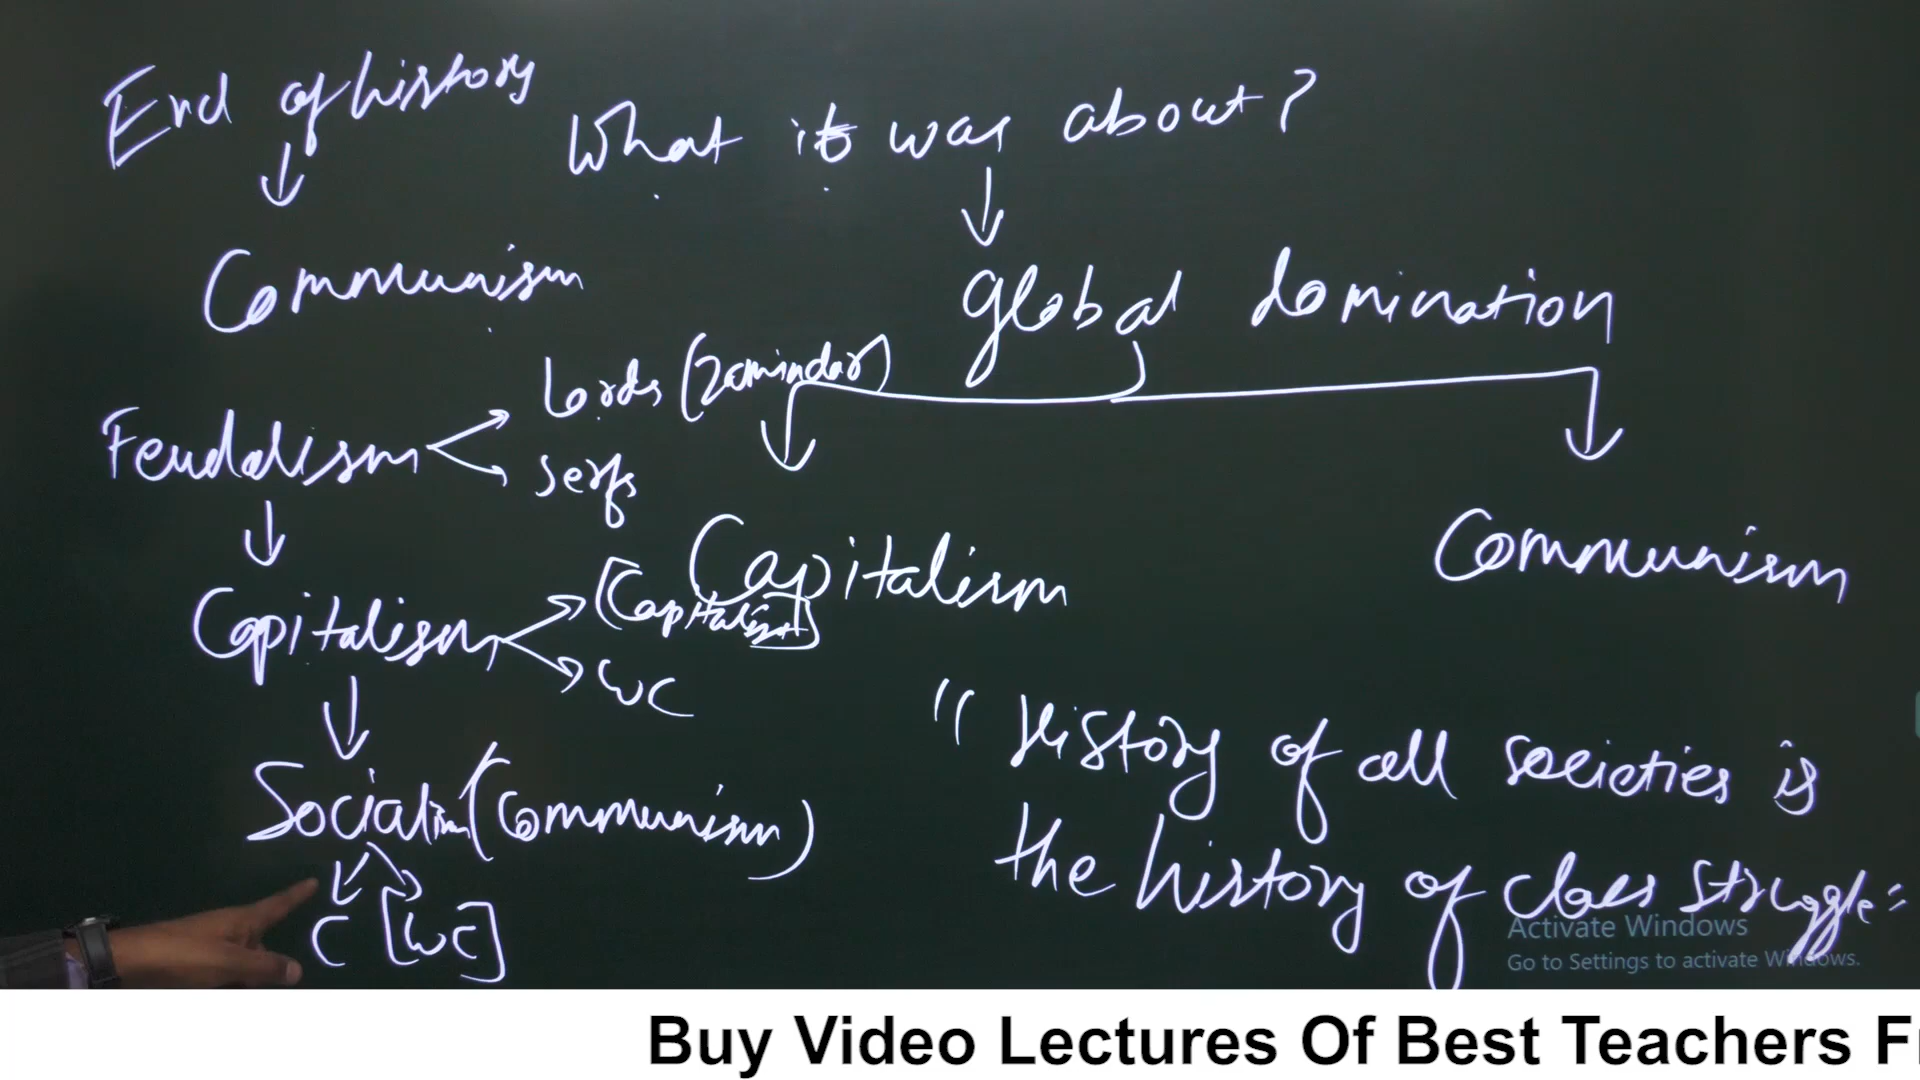 End of history
What it was about?
Communism
Global domination
Lords (Zamindar)
Feudalism
Serfs
Capitalism
Communism
Capitalism
[Capitalist]
WC
"History of all societies is
the history of class struggle"
Socialism (Communism)
C [WC]
Activate Windows
Go to Settings to activate Windows.
Buy Video Lectures Of Best Teachers Fr